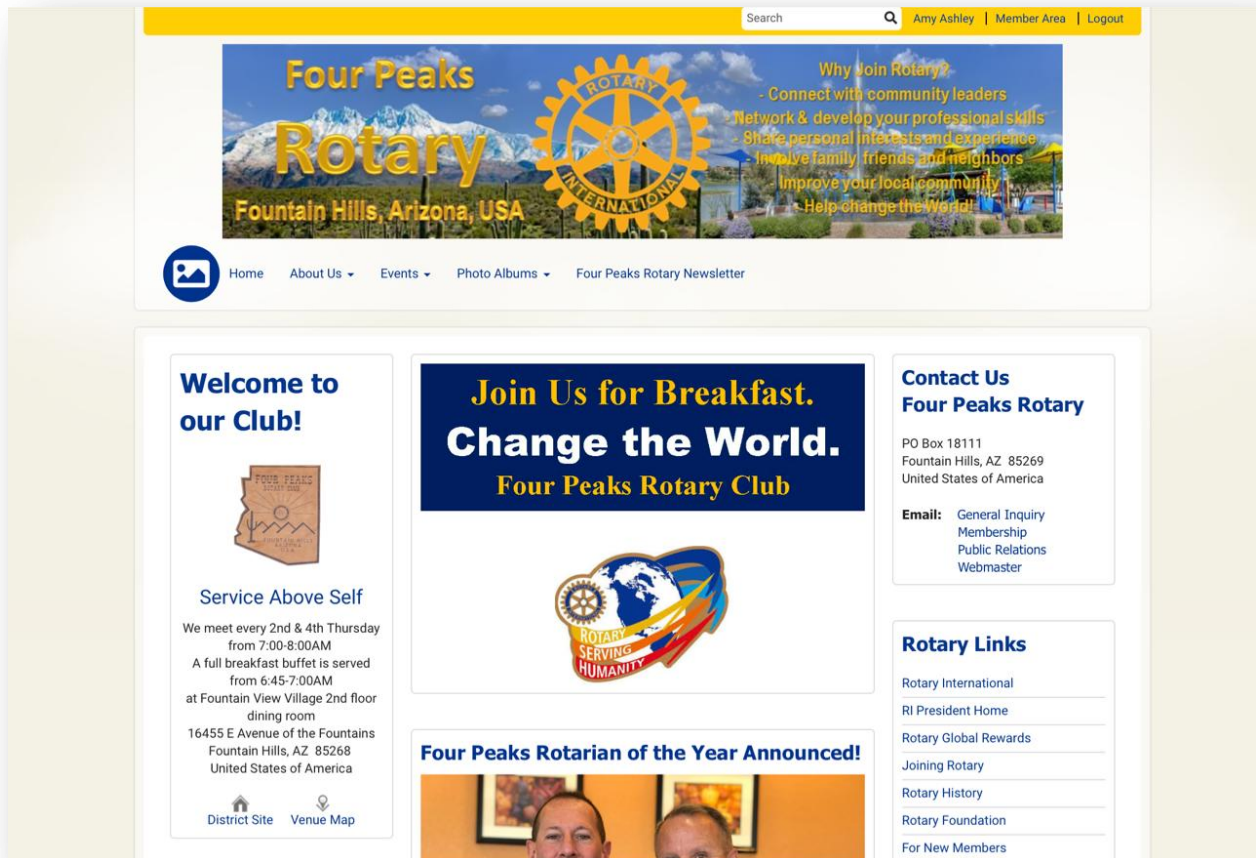 Search
Amy Ashley | Member Area | Logout
Four Peaks
Rotary
Fountain Hills, Arizona, USA
ROTARY
INTERNATIONAL
Why Join Rotary?
- Connect with community leaders
- Network & develop your professional skills
- Share personal interests and experience
- Involve family, friends and neighbors
- Improve your local community
- Help change the World!
Home About Us Events Photo Albums Four Peaks Rotary Newsletter
Welcome to
our Club!
FOUR PEAKS
ROTARY CLUB
FOUNTAIN HILLS
Service Above Self
We meet every 2nd & 4th Thursday
from 7:00-8:00AM
A full breakfast buffet is served
from 6:45-7:00AM
at Fountain View Village 2nd floor
dining room
16455 E Avenue of the Fountains
Fountain Hills, AZ 85268
United States of America
District Site Venue Map
Join Us for Breakfast.
Change the World.
Four Peaks Rotary Club
ROTARY
SERVING
HUMANITY
Four Peaks Rotarian of the Year Announced!
Contact Us
Four Peaks Rotary
PO Box 18111
Fountain Hills, AZ 85269
United States of America
Email: General Inquiry
Membership
Public Relations
Webmaster
Rotary Links
Rotary International
RI President Home
Rotary Global Rewards
Joining Rotary
Rotary History
Rotary Foundation
For New Members